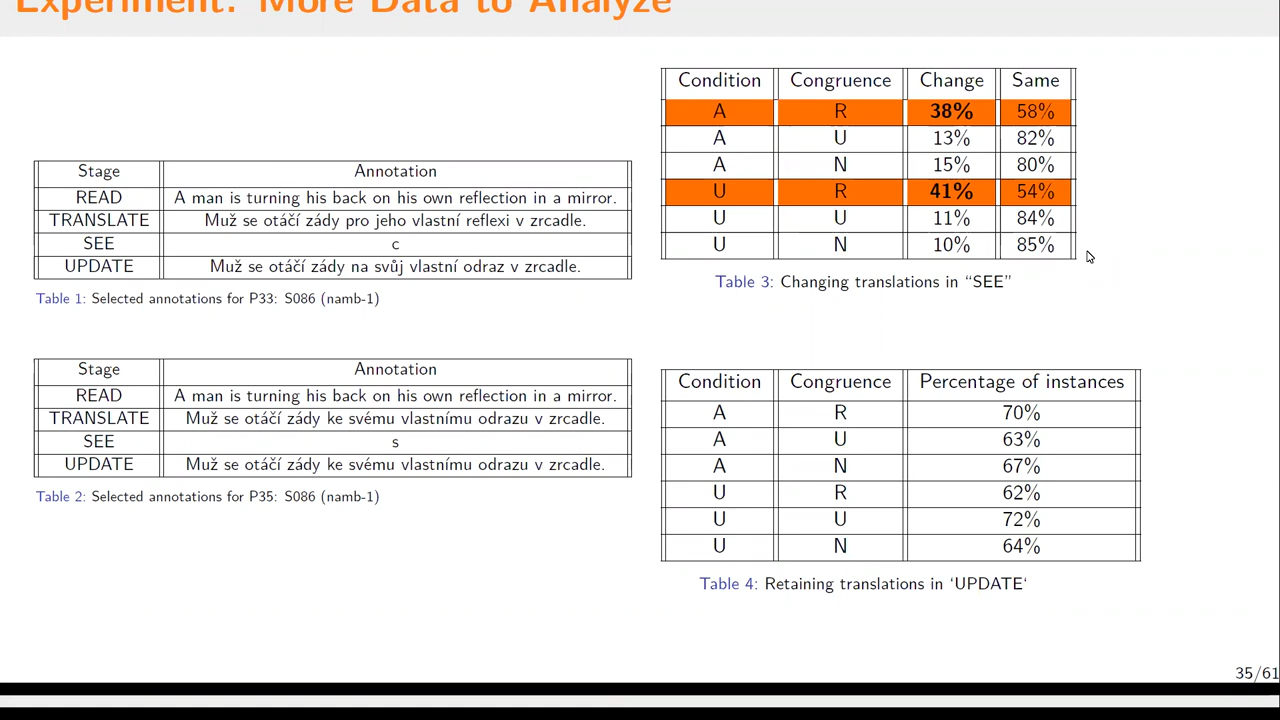 Experiment: More Data to Analyze
Stage Annotation
READ A man is turning his back on his own reflection in a mirror.
TRANSLATE Muž se otáčí zády pro jeho vlastní reflexi v zrcadle.
SEE c
UPDATE Muž se otáčí zády na svůj vlastní odraz v zrcadle.
Table 1: Selected annotations for P33: S086 (namb-1)
Stage Annotation
READ A man is turning his back on his own reflection in a mirror.
TRANSLATE Muž se otáčí zády ke svému vlastnímu odrazu v zrcadle.
SEE s
UPDATE Muž se otáčí zády ke svému vlastnímu odrazu v zrcadle.
Table 2: Selected annotations for P35: S086 (namb-1)
Condition Congruence Change Same
A R 38% 58%
A U 13% 82%
A N 15% 80%
U R 41% 54%
U U 11% 84%
U N 10% 85%
Table 3: Changing translations in “SEE”
Condition Congruence Percentage of instances
A R 70%
A U 63%
A N 67%
U R 62%
U U 72%
U N 64%
Table 4: Retaining translations in ‘UPDATE‘
35/61